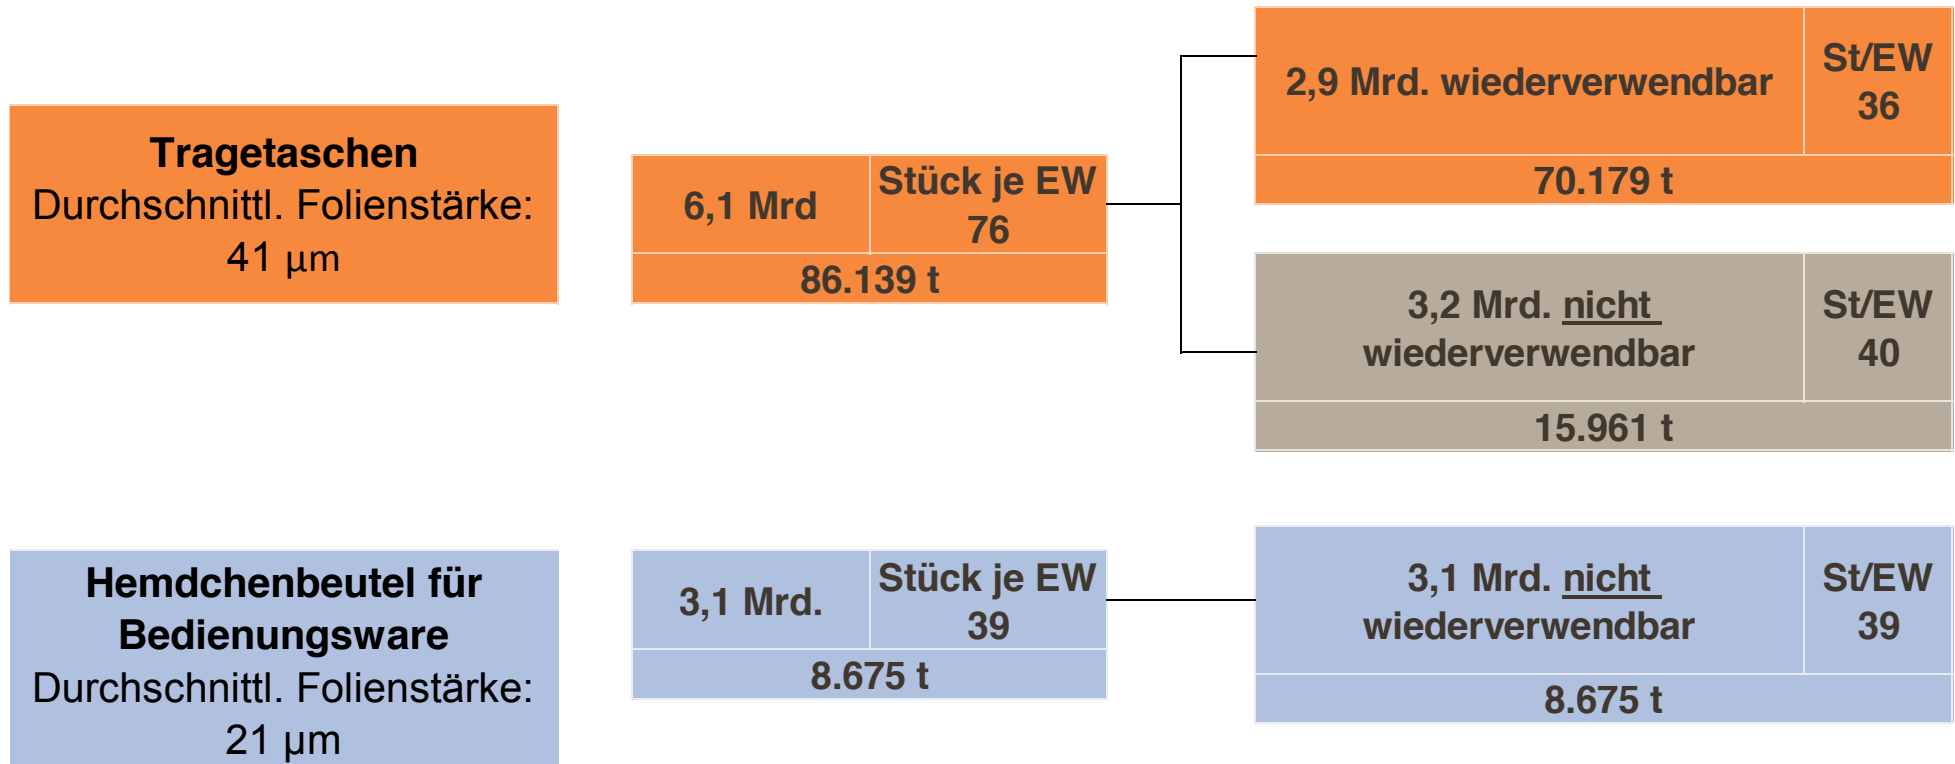 Tragetaschen
Durchschnittl. Folienstärke:
41 µm
6,1 Mrd
Stück je EW
76
86.139 t
2,9 Mrd. wiederverwendbar
St/EW
36
70.179 t
3,2 Mrd. nicht
wiederverwendbar
St/EW
40
15.961 t
Hemdchenbeutel für
Bedienungsware
Durchschnittl. Folienstärke:
21 µm
3,1 Mrd.
Stück je EW
39
8.675 t
3,1 Mrd. nicht
wiederverwendbar
St/EW
39
8.675 t